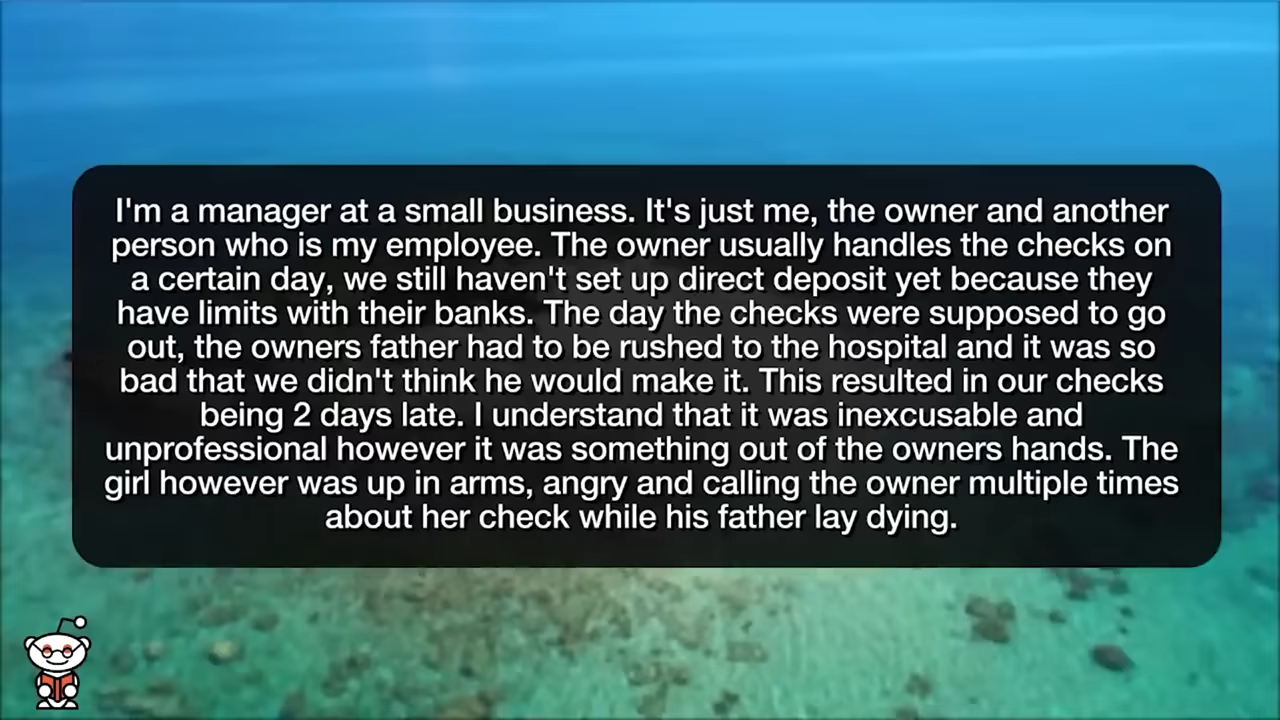 I'm a manager at a small business. It's just me, the owner and another
person who is my employee. The owner usually handles the checks on
a certain day, we still haven't set up direct deposit yet because they
have limits with their banks. The day the checks were supposed to go
out, the owners father had to be rushed to the hospital and it was so
bad that we didn't think he would make it. This resulted in our checks
being 2 days late. I understand that it was inexcusable and
unprofessional however it was something out of the owners hands. The
girl however was up in arms, angry and calling the owner multiple times
about her check while his father lay dying.